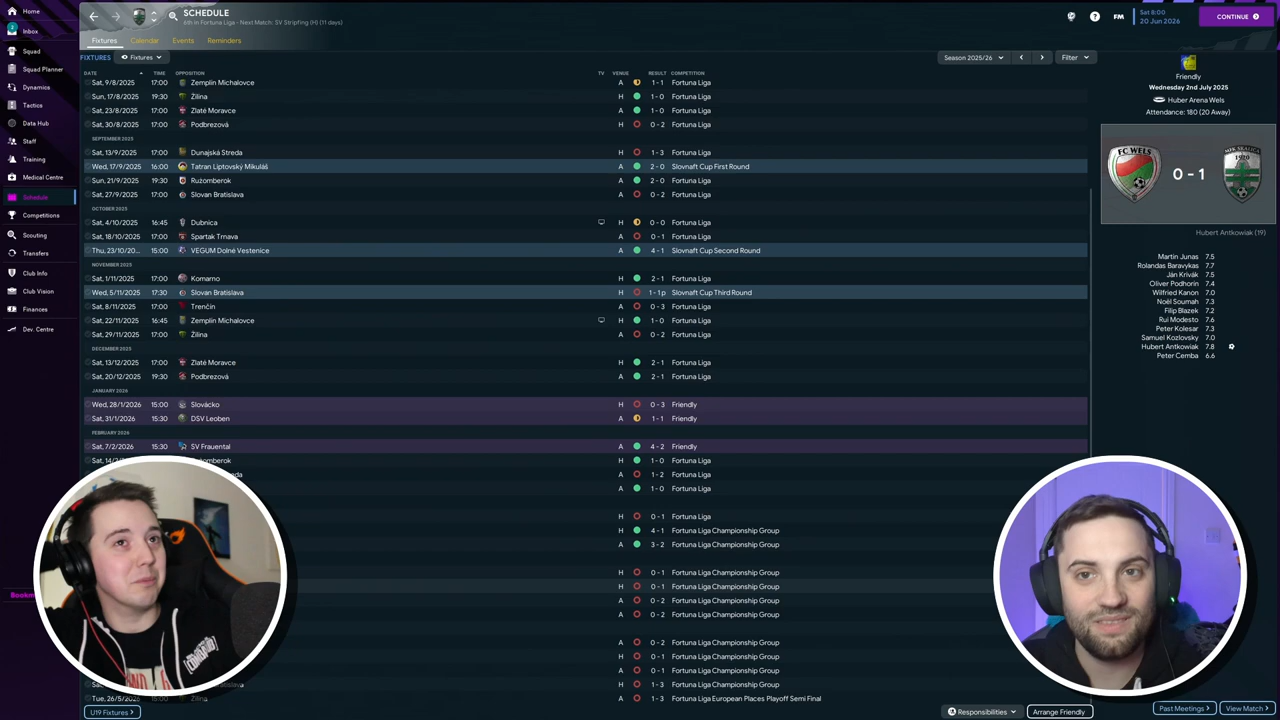 Home
Inbox
Squad
Squad Planner
Dynamics
Tactics
Data Hub
Staff
Training
Medical Centre
Schedule
Competitions
Scouting
Transfers
Club Info
Club Vision
Finances
Dev. Centre
SCHEDULE
6th in Fortuna Liga - Next Match: SV Stripfing (H) (11 days)
FM
Sat 8:00
20 Jun 2026
CONTINUE
Fixtures Calendar Events Reminders
FIXTURES Fixtures Season 2025/26 Filter
DATE TIME OPPOSITION TV VENUE RESULT COMPETITION
Sat, 9/8/2025 17:00 Zemplín Michalovce A 1 - 1 Fortuna Liga
Sun, 17/8/2025 19:30 Žilina H 1 - 0 Fortuna Liga
Sat, 23/8/2025 17:00 Zlaté Moravce A 1 - 0 Fortuna Liga
Sat, 30/8/2025 17:00 Podbrezová H 0 - 2 Fortuna Liga
SEPTEMBER 2025
Sat, 13/9/2025 17:00 Dunajská Streda H 1 - 3 Fortuna Liga
Wed, 17/9/2025 16:00 Tatran Liptovský Mikuláš A 2 - 0 Slovnaft Cup First Round
Sun, 21/9/2025 19:30 Ružomberok A 2 - 0 Fortuna Liga
Sat, 27/9/2025 17:00 Slovan Bratislava A 0 - 2 Fortuna Liga
OCTOBER 2025
Sat, 4/10/2025 16:45 Dubnica H 0 - 0 Fortuna Liga
Sat, 18/10/2025 17:00 Spartak Trnava A 0 - 1 Fortuna Liga
Thu, 23/10/20... 15:00 VEGUM Dolné Vestenice A 4 - 1 Slovnaft Cup Second Round
NOVEMBER 2025
Sat, 1/11/2025 17:00 Komarno H 2 - 1 Fortuna Liga
Wed, 5/11/2025 17:30 Slovan Bratislava H 1 - 1 p Slovnaft Cup Third Round
Sat, 8/11/2025 17:00 Trenčín A 0 - 3 Fortuna Liga
Sat, 22/11/2025 16:45 Zemplín Michalovce H 1 - 0 Fortuna Liga
Sat, 29/11/2025 17:00 Žilina A 0 - 2 Fortuna Liga
DECEMBER 2025
Sat, 13/12/2025 17:00 Zlaté Moravce H 2 - 1 Fortuna Liga
Sat, 20/12/2025 19:30 Podbrezová A 2 - 1 Fortuna Liga
JANUARY 2026
Wed, 28/1/2026 15:00 Slovácko H 0 - 3 Friendly
Sat, 31/1/2026 15:30 DSV Leoben A 1 - 1 Friendly
FEBRUARY 2026
Sat, 7/2/2026 15:30 SV Frauental A 4 - 2 Friendly
H 1 - 0 Fortuna Liga
A 1 - 2 Fortuna Liga
A 1 - 0 Fortuna Liga
H 0 - 1 Fortuna Liga
H 4 - 1 Fortuna Liga Championship Group
A 3 - 2 Fortuna Liga Championship Group
H 0 - 1 Fortuna Liga Championship Group
H 0 - 1 Fortuna Liga Championship Group
A 0 - 2 Fortuna Liga Championship Group
A 0 - 2 Fortuna Liga Championship Group
A 0 - 2 Fortuna Liga Championship Group
H 0 - 1 Fortuna Liga Championship Group
A 0 - 1 Fortuna Liga Championship Group
H 1 - 3 Fortuna Liga Championship Group
Tue, 26/5/2026 15:00 Žilina A 1 - 3 Fortuna Liga European Places Playoff Semi Final
U19 Fixtures
Responsibilities
Arrange Friendly
Friendly
Wednesday 2nd July 2025
Huber Arena Wels
Attendance: 180 (20 Away)
FC WELS
0 - 1
MFK SKALICA
1920
Hubert Antkowiak (19)
Martin Junas 7.5
Rolandas Baravykas 7.7
Ján Krivák 7.5
Oliver Podhorín 7.4
Wilfried Kanon 7.0
Noël Soumah 7.3
Filip Blazek 7.2
Rui Modesto 7.6
Peter Kolesar 7.3
Samuel Kozlovsky 7.0
Hubert Antkowiak 7.8
Peter Cemba 6.6
Past Meetings
View Match